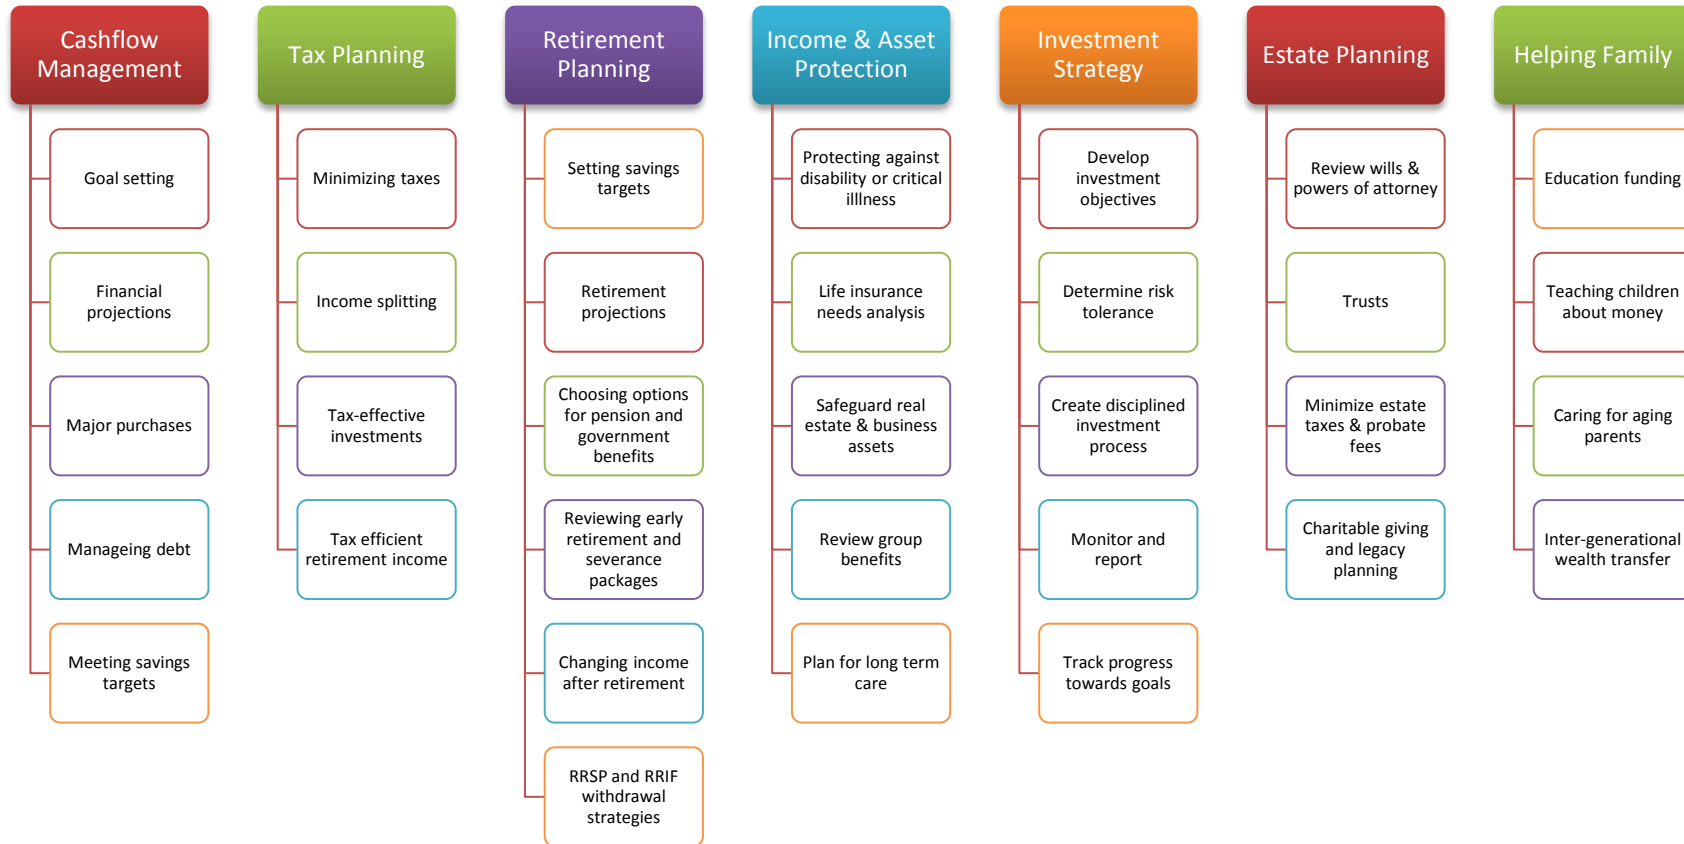 Cashflow
Management
Goal setting
Financial
projections
Major purchases
Manageing debt
Meeting savings
targets
Tax Planning
Minimizing taxes
Income splitting
Tax-effective
investments
Tax efficient
retirement income
Retirement
Planning
Setting savings
targets
Retirement
projections
Choosing options
for pension and
government
benefits
Reviewing early
retirement and
severance
packages
Changing income
after retirement
RRSP and RRIF
withdrawal
strategies
Income & Asset
Protection
Protecting against
disability or critical
illlness
Life insurance
needs analysis
Safeguard real
estate & business
assets
Review group
benefits
Plan for long term
care
Investment
Strategy
Develop
investment
objectives
Determine risk
tolerance
Create disciplined
investment
process
Monitor and
report
Track progress
towards goals
Estate Planning
Review wills &
powers of attorney
Trusts
Minimize estate
taxes & probate
fees
Charitable giving
and legacy
planning
Helping Family
Education funding
Teaching children
about money
Caring for aging
parents
Inter-generational
wealth transfer